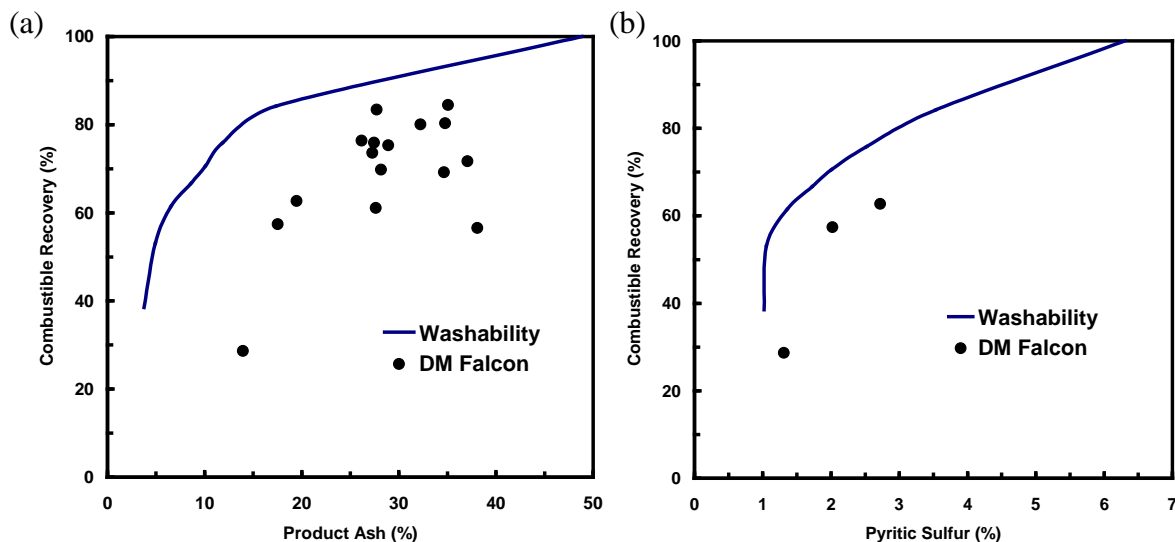 (a)
100
80
60
40
20
0
Combustible Recovery (%)
Washability
DM Falcon
0 10 20 30 40 50
Product Ash (%)
(b)
100
80
60
40
20
0
Combustible Recovery (%)
Washability
DM Falcon
0 1 2 3 4 5 6 7
Pyritic Sulfur (%)